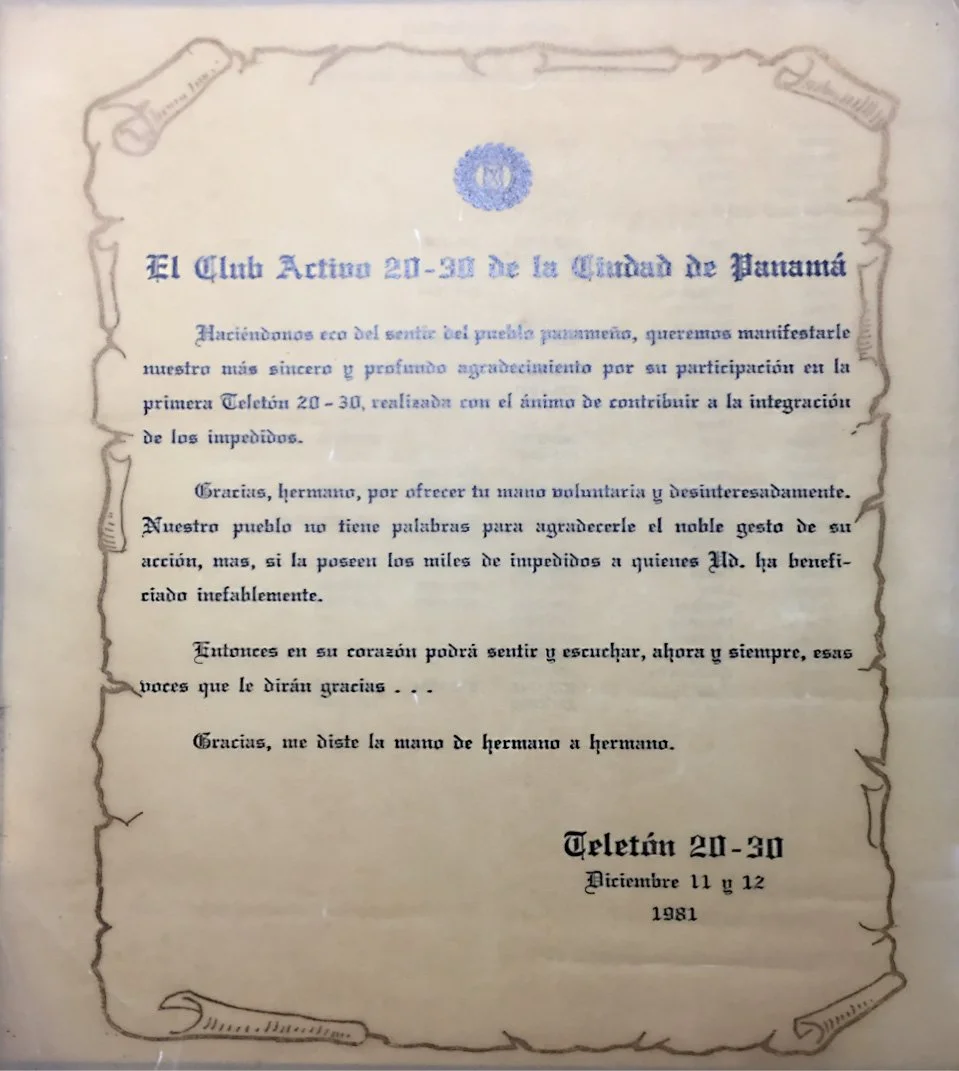 El Club Activo 20-30 de la Ciudad de Panamá
Haciéndonos eco del sentir del pueblo panameño, queremos manifestarle
nuestro más sincero y profundo agradecimiento por su participación en la
primera Teletón 20 - 30, realizada con el ánimo de contribuir a la integración
de los impedidos.
Gracias, hermano, por ofrecer tu mano voluntaria y desinteresadamente.
Nuestro pueblo no tiene palabras para agradecerle el noble gesto de su
acción, mas, si la poseen los miles de impedidos a quienes Ud. ha benefi-
ciado inefablemente.
Entonces en su corazón podrá sentir y escuchar, ahora y siempre, esas
voces que le dirán gracias . . .
Gracias, me diste la mano de hermano a hermano.
Teletón 20-30
Diciembre 11 y 12
1981